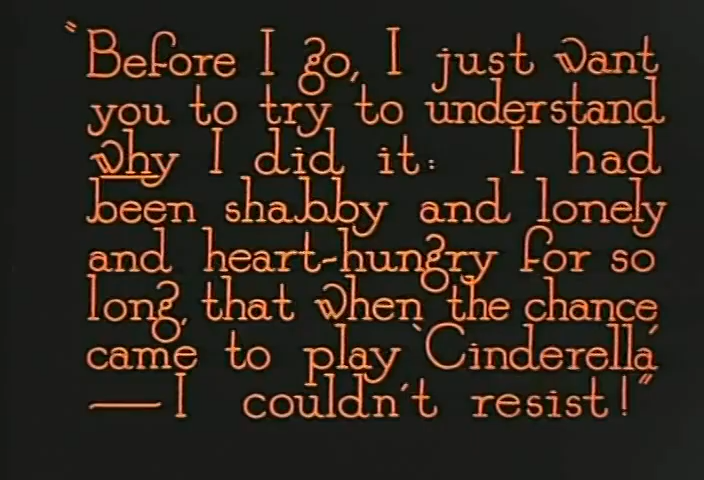 "Before I go, I just want
you to try to understand
why I did it: I had
been shabby and lonely
and heart-hungry for so
long, that when the chance
came to play 'Cinderella'
—I couldn't resist!"